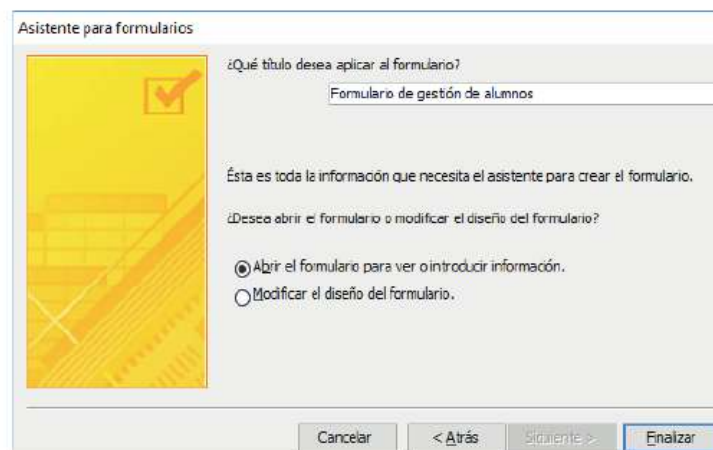 Asistente para formularios
¿Qué título desea aplicar al formulario?
Formulario de gestión de alumnos
Ésta es toda la información que necesita el asistente para crear el formulario.
¿Desea abrir el formulario o modificar el diseño del formulario?
Abrir el formulario para ver o introducir información.
Modificar el diseño del formulario.
Cancelar
< Atrás
Siguiente >
Finalizar